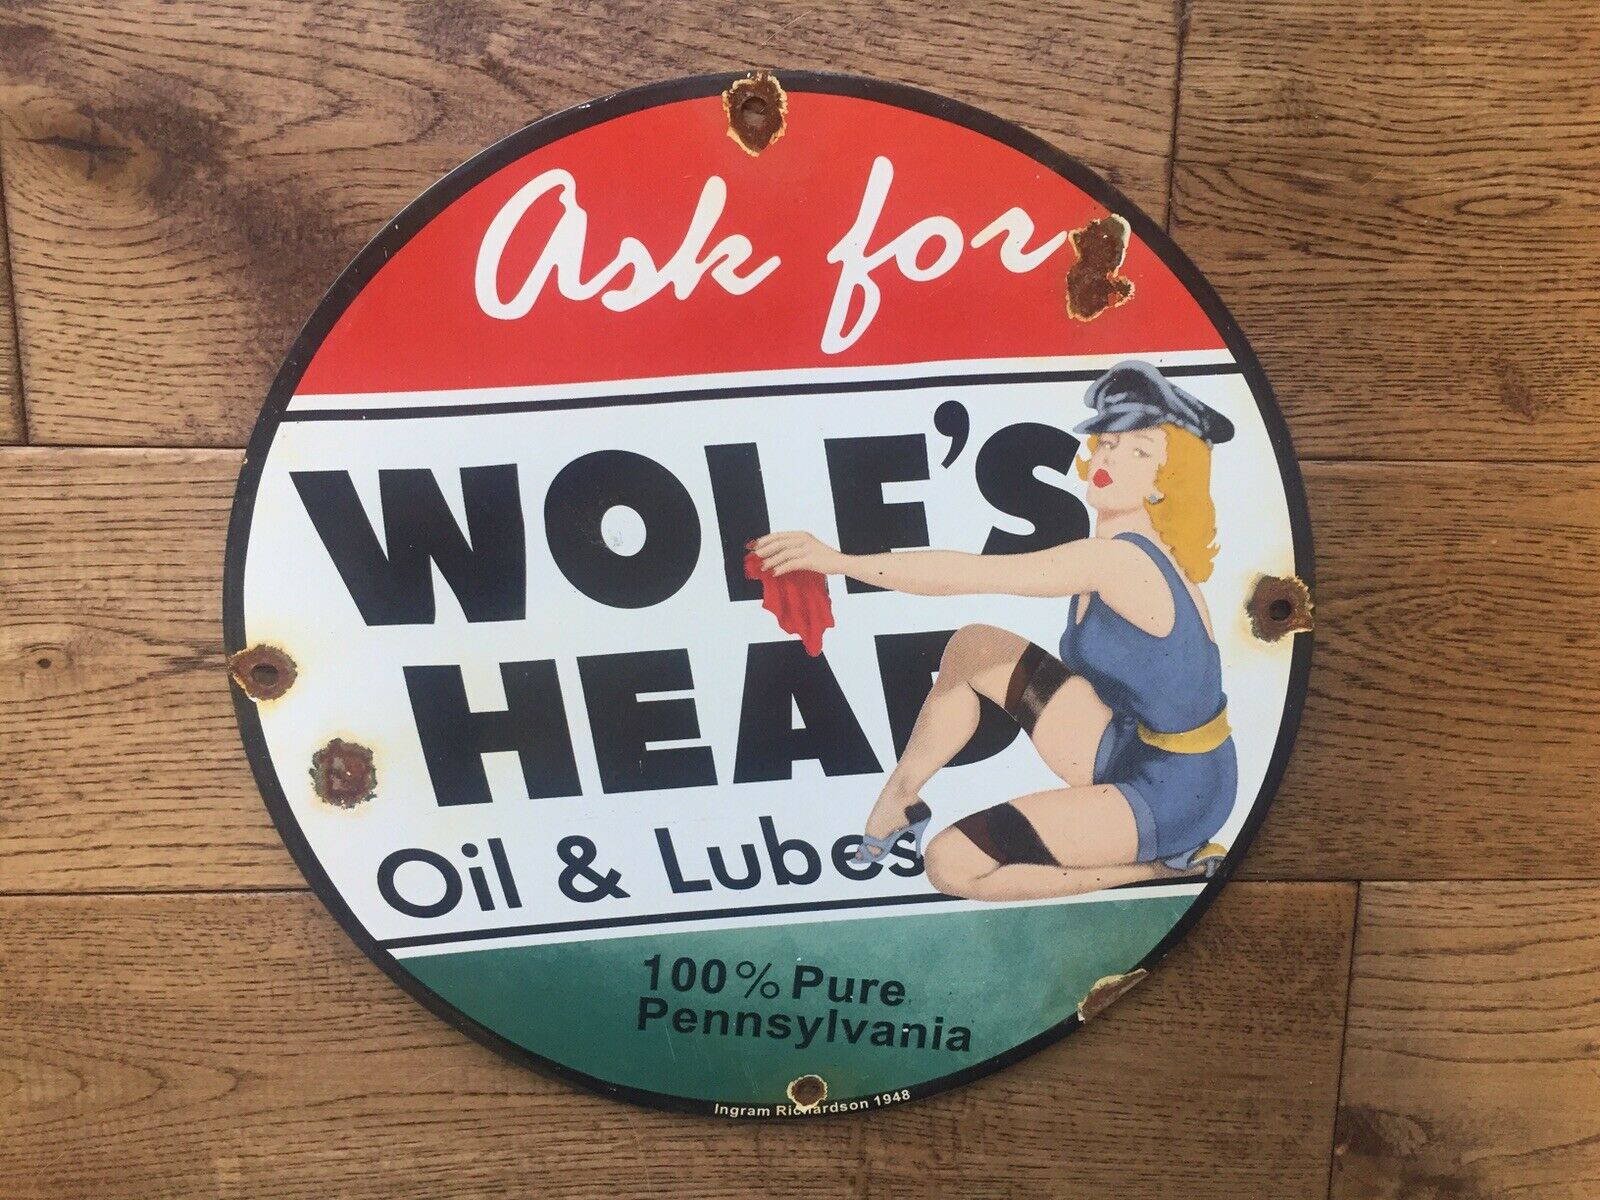 Ask for
WOLF'S
HEAD
Oil & Lubes
100% Pure
Pennsylvania
Ingram Richardson 1948